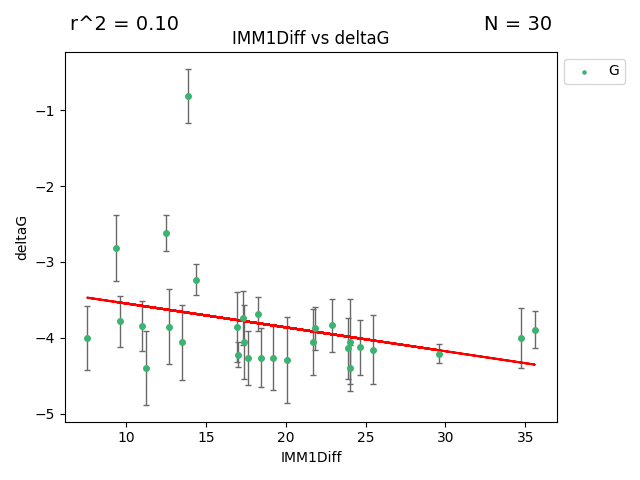 r^2 = 0.10
N = 30
IMM1Diff vs deltaG
G
−1
−2
−3
−4
−5
deltaG
10
15
20
25
30
35
IMM1Diff